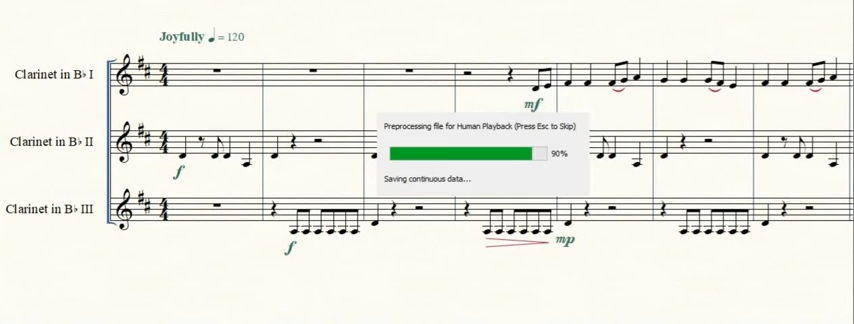 Joyfully ♩ = 120
Clarinet in B♭ I
mf
Preprocessing file for Human Playback (Press Esc to Skip)
Clarinet in B♭ II
90%
f
Saving continuous data...
Clarinet in B♭ III
f
mp